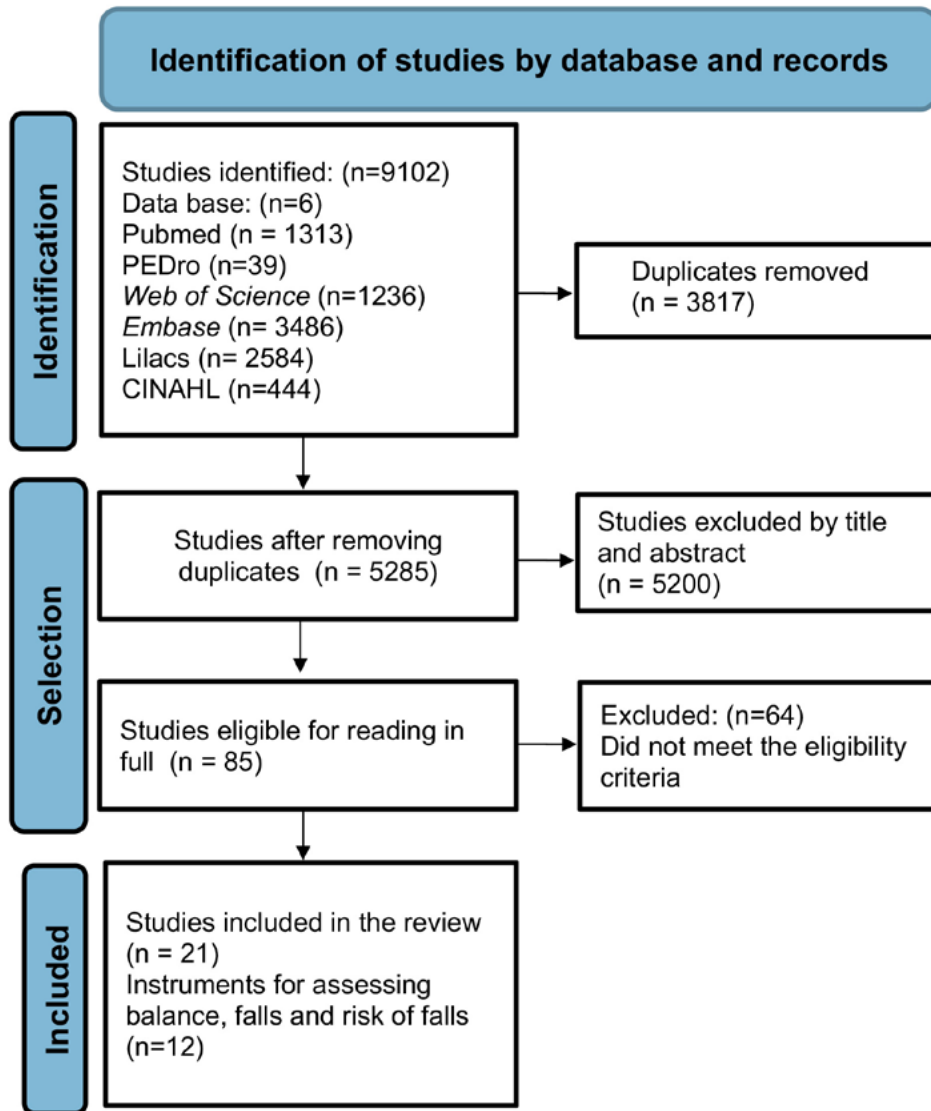 Identification of studies by database and records
Identification
Studies identified: (n=9102)
Data base: (n=6)
Pubmed (n = 1313)
PEDro (n=39)
Web of Science (n=1236)
Embase (n= 3486)
Lilacs (n= 2584)
CINAHL (n=444)
Duplicates removed
(n = 3817)
Selection
Studies after removing
duplicates (n = 5285)
Studies excluded by title
and abstract
(n = 5200)
Studies eligible for reading in
full (n = 85)
Excluded: (n=64)
Did not meet the eligibility
criteria
Included
Studies included in the review
(n = 21)
Instruments for assessing
balance, falls and risk of falls
(n=12)